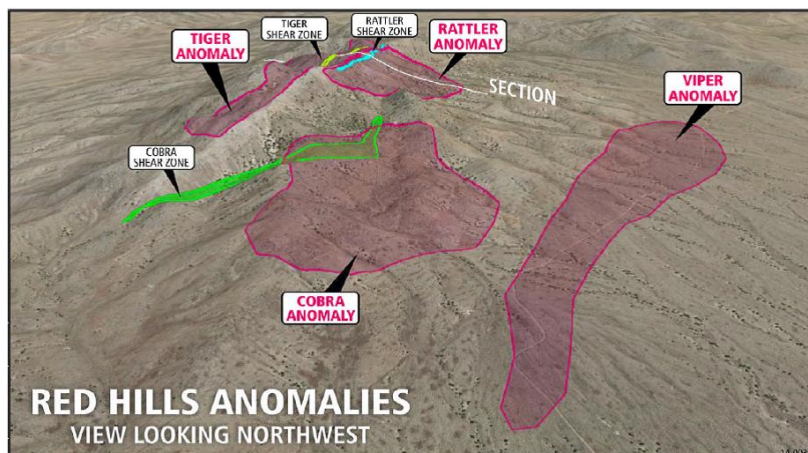 TIGER
SHEAR ZONE
RATTLER
SHEAR ZONE
TIGER
ANOMALY
RATTLER
ANOMALY
VIPER
ANOMALY
SECTION
COBRA
SHEAR ZONE
COBRA
ANOMALY
RED HILLS ANOMALIES
VIEW LOOKING NORTHWEST